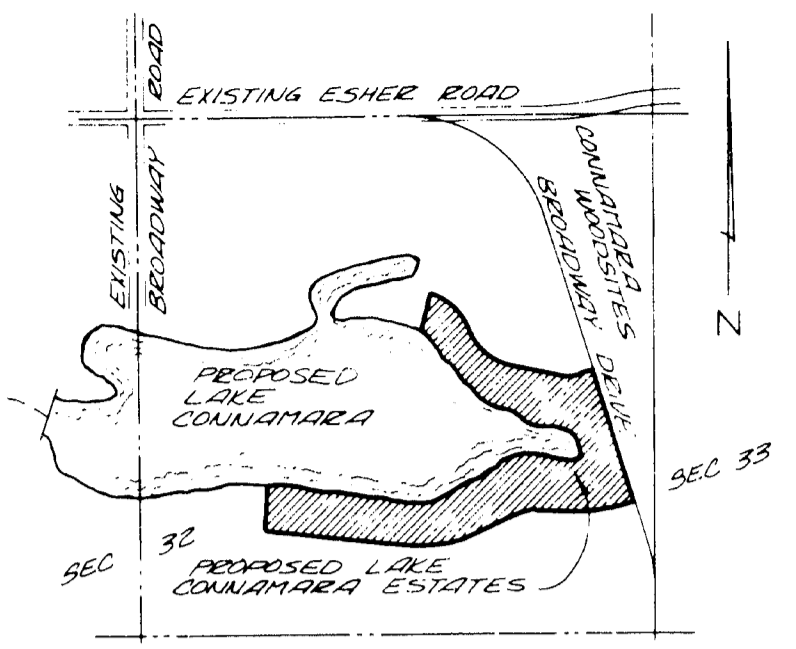 EXISTING ESHER ROAD
EXISTING
BROADWAY
ROAD
CONNAMARA
WOODSITES
BROADWAY DRIVE
N
PROPOSED
LAKE
CONNAMARA
SEC 33
SEC 32
PROPOSED LAKE
CONNAMARA ESTATES